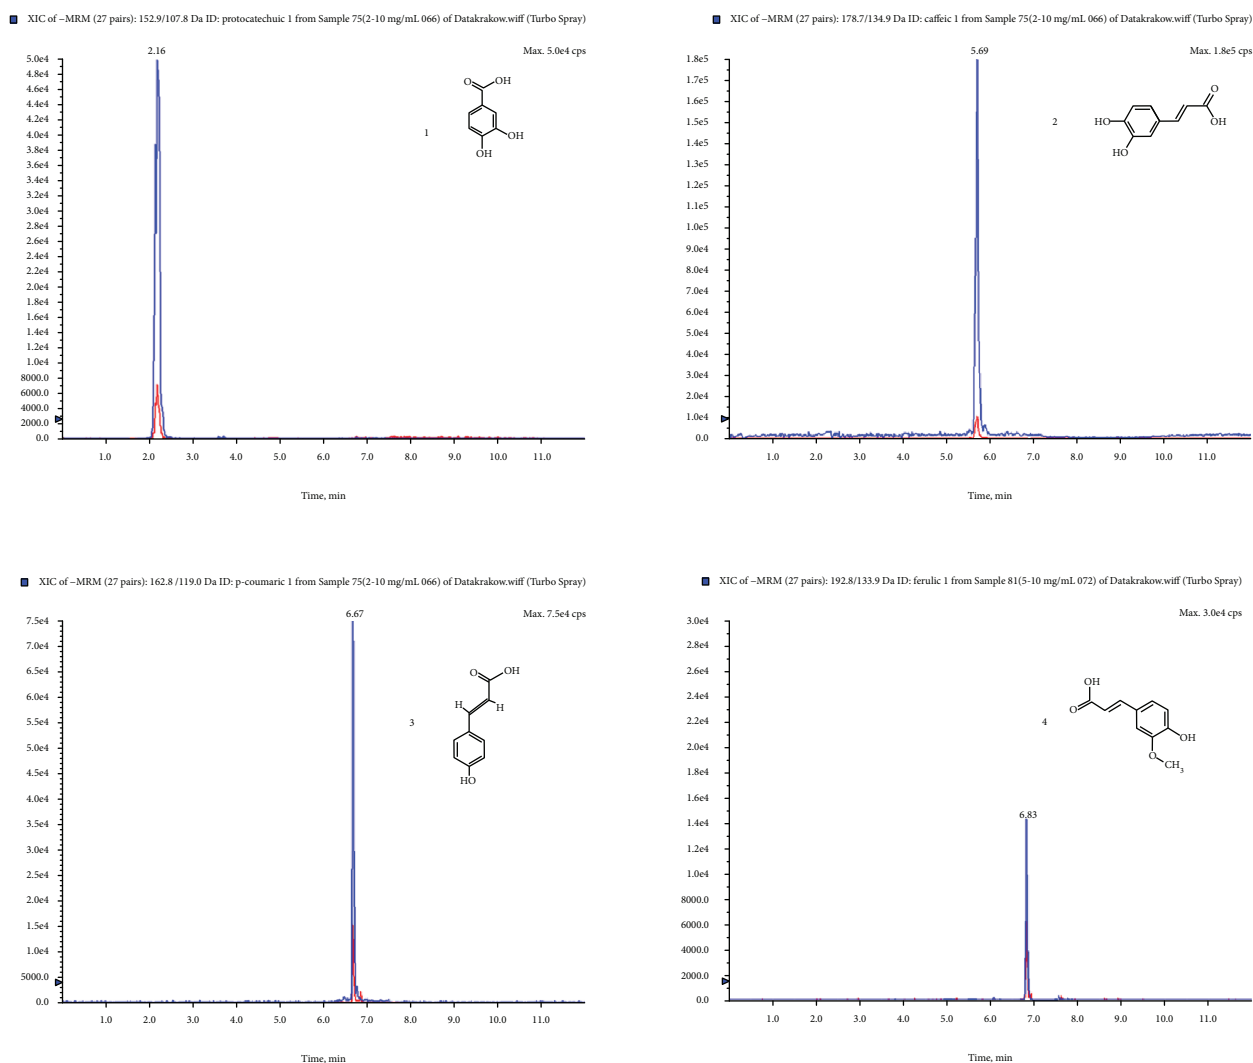 XIC of −MRM (27 pairs): 152.9/107.8 Da ID: protocatechuic 1 from Sample 75(2-10 mg/mL 066) of Datakrakow.wiff (Turbo Spray)
Max. 5.0e4 cps
2.16
5.0e4
4.8e4
4.6e4
4.4e4
4.2e4
4.0e4
3.8e4
3.6e4
3.4e4
3.2e4
3.0e4
2.8e4
2.6e4
2.4e4
2.2e4
2.0e4
1.8e4
1.6e4
1.4e4
1.2e4
1.0e4
8000.0
6000.0
4000.0
2000.0
0.0
1
O
OH
OH
OH
1.0 2.0 3.0 4.0 5.0 6.0 7.0 8.0 9.0 10.0 11.0
Time, min
XIC of −MRM (27 pairs): 178.7/134.9 Da ID: caffeic 1 from Sample 75(2-10 mg/mL 066) of Datakrakow.wiff (Turbo Spray)
Max. 1.8e5 cps
5.69
1.8e5
1.7e5
1.6e5
1.5e5
1.4e5
1.3e5
1.2e5
1.1e5
1.0e5
9.0e4
8.0e4
7.0e4
6.0e4
5.0e4
4.0e4
3.0e4
2.0e4
1.0e4
0.0
2
O
OH
HO
HO
1.0 2.0 3.0 4.0 5.0 6.0 7.0 8.0 9.0 10.0 11.0
Time, min
XIC of −MRM (27 pairs): 162.8 /119.0 Da ID: p-coumaric 1 from Sample 75(2-10 mg/mL 066) of Datakrakow.wiff (Turbo Spray)
Max. 7.5e4 cps
6.67
7.5e4
7.0e4
6.5e4
6.0e4
5.5e4
5.0e4
4.5e4
4.0e4
3.5e4
3.0e4
2.5e4
2.0e4
1.5e4
1.0e4
5000.0
0.0
3
O
OH
H
H
HO
1.0 2.0 3.0 4.0 5.0 6.0 7.0 8.0 9.0 10.0 11.0
Time, min
XIC of −MRM (27 pairs): 192.8/133.9 Da ID: ferulic 1 from Sample 81(5-10 mg/mL 072) of Datakrakow.wiff (Turbo Spray)
Max. 3.0e4 cps
6.83
3.0e4
2.8e4
2.6e4
2.4e4
2.2e4
2.0e4
1.8e4
1.6e4
1.4e4
1.2e4
1.0e4
8000.0
6000.0
4000.0
2000.0
0.0
4
OH
O
OH
O
CH3
1.0 2.0 3.0 4.0 5.0 6.0 7.0 8.0 9.0 10.0 11.0
Time, min